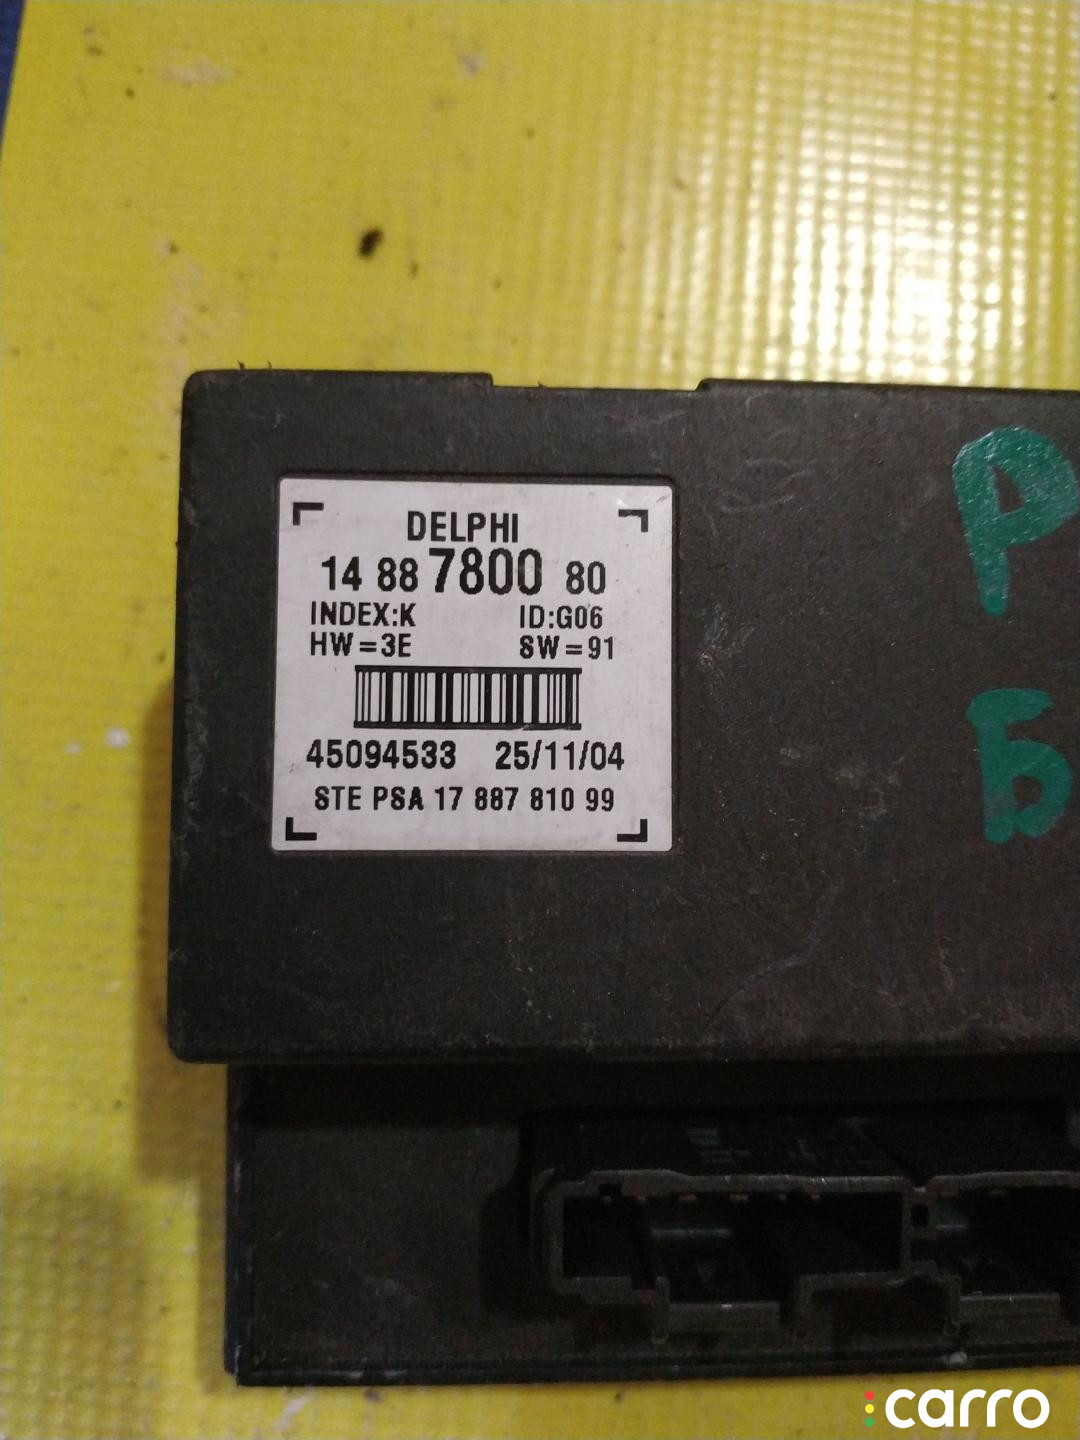 DELPHI
14 88 7800 80
INDEX:K ID:G06
HW=3E SW=91
45094533 25/11/04
STE PSA 17 887 810 99
Р
Б
carro